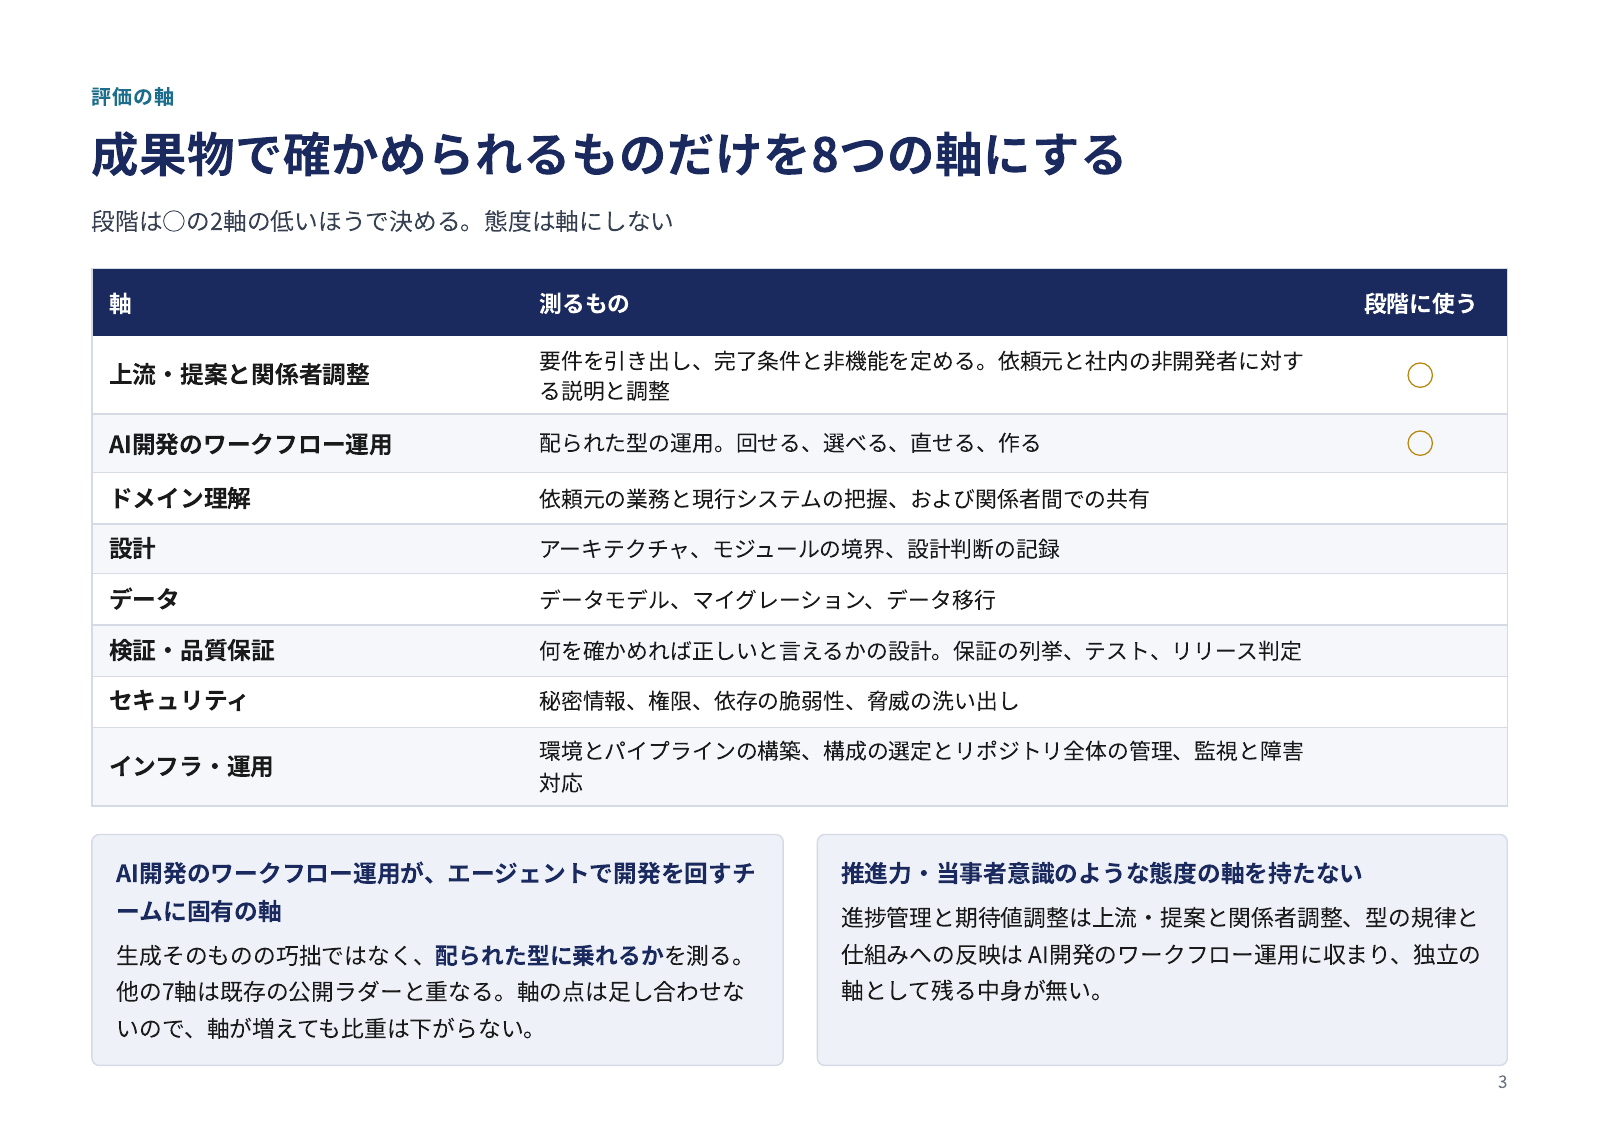 評価の軸
成果物で確かめられるものだけを8つの軸にする
段階は○の2軸の低いほうで決める。態度は軸にしない
軸 測るもの 段階に使う
上流・提案と関係者調整 要件を引き出し、完了条件と非機能を定める。依頼元と社内の非開発者に対す
る説明と調整 ○
AI開発のワークフロー運用 配られた型の運用。回せる、選べる、直せる、作る ○
ドメイン理解 依頼元の業務と現行システムの把握、および関係者間での共有
設計 アーキテクチャ、モジュールの境界、設計判断の記録
データ データモデル、マイグレーション、データ移行
検証・品質保証 何を確かめれば正しいと言えるかの設計。保証の列挙、テスト、リリース判定
セキュリティ 秘密情報、権限、依存の脆弱性、脅威の洗い出し
インフラ・運用 環境とパイプラインの構築、構成の選定とリポジトリ全体の管理、監視と障害
対応
AI開発のワークフロー運用が、エージェントで開発を回すチ
ームに固有の軸
生成そのものの巧拙ではなく、配られた型に乗れるかを測る。
他の7軸は既存の公開ラダーと重なる。軸の点は足し合わせな
いので、軸が増えても比重は下がらない。
推進力・当事者意識のような態度の軸を持たない
進捗管理と期待値調整は上流・提案と関係者調整、型の規律と
仕組みへの反映は AI開発のワークフロー運用に収まり、独立の
軸として残る中身が無い。
3